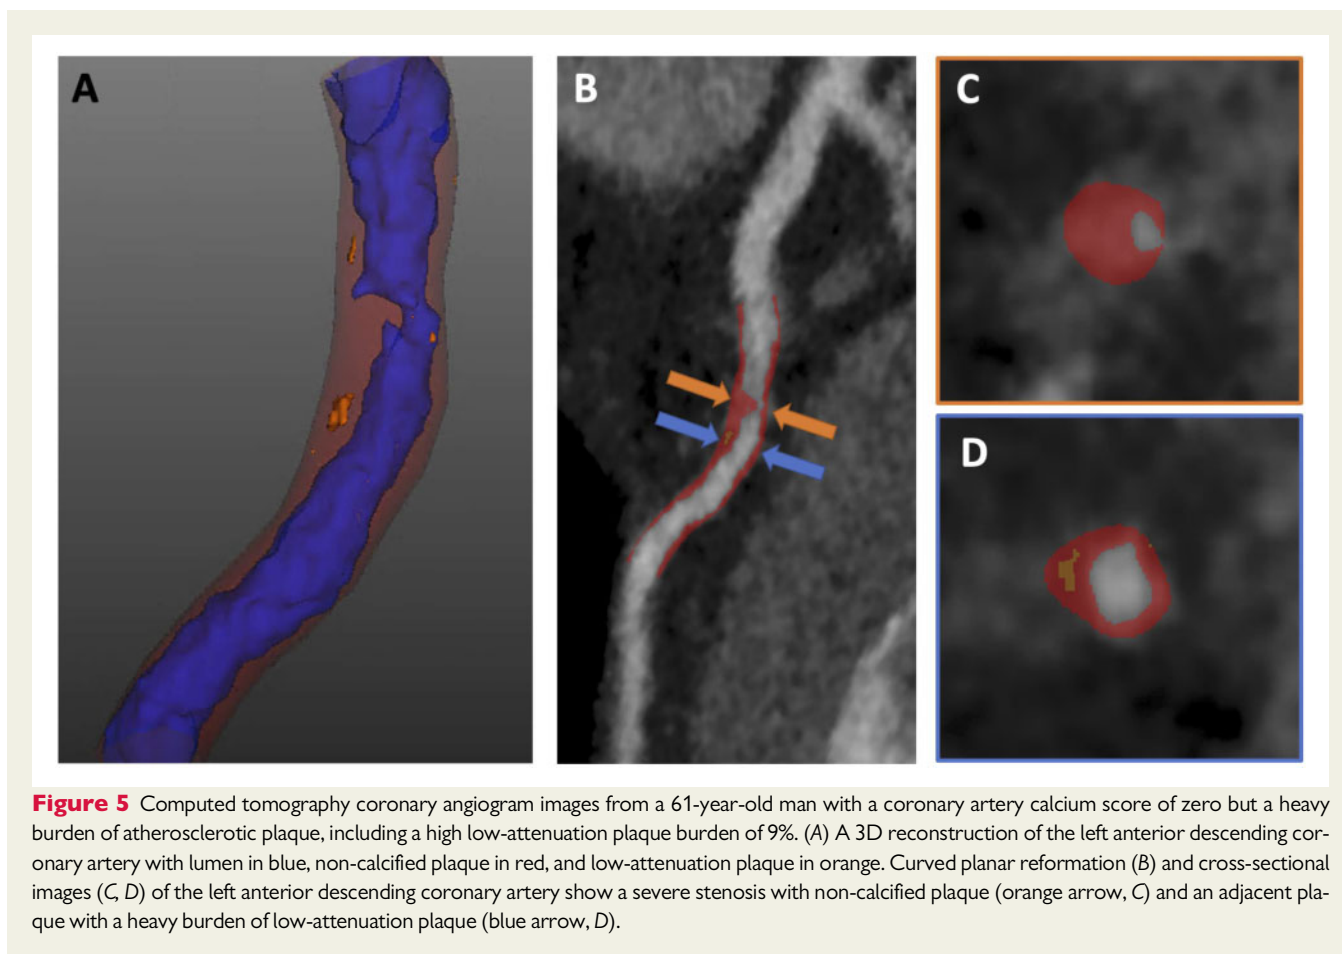 A
B
C
D
Figure 5 Computed tomography coronary angiogram images from a 61-year-old man with a coronary artery calcium score of zero but a heavy
burden of atherosclerotic plaque, including a high low-attenuation plaque burden of 9%. (A) A 3D reconstruction of the left anterior descending cor-
onary artery with lumen in blue, non-calcified plaque in red, and low-attenuation plaque in orange. Curved planar reformation (B) and cross-sectional
images (C, D) of the left anterior descending coronary artery show a severe stenosis with non-calcified plaque (orange arrow, C) and an adjacent pla-
que with a heavy burden of low-attenuation plaque (blue arrow, D).